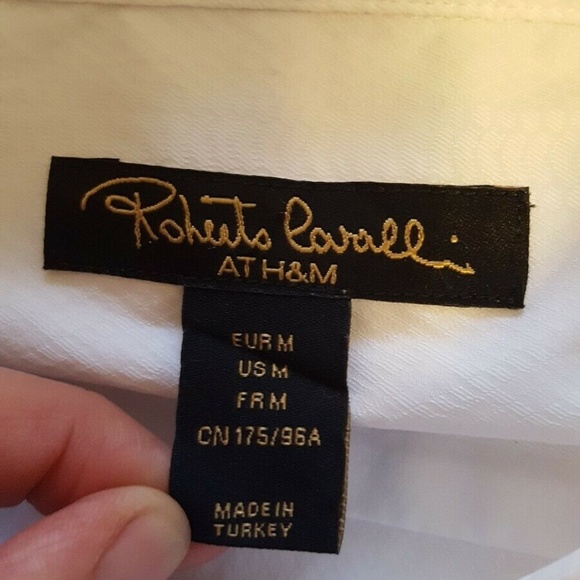 Roberto Cavalli
AT H&M
EUR M
US M
FR M
CN 175/96A
MADE IN
TURKEY